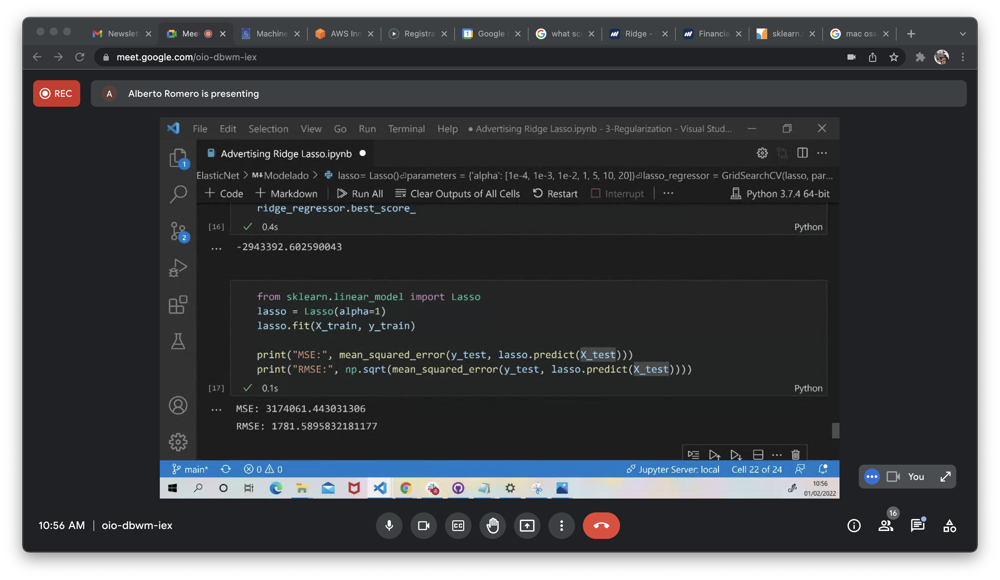 Newslet Mee Machine AWS Inn Registra Google what sc Ridge - Financia sklearn. mac osx
meet.google.com/oio-dbwm-iex
REC
A Alberto Romero is presenting
File Edit Selection View Go Run Terminal Help ● Advertising Ridge Lasso.ipynb - 3-Regularization - Visual Stud...
Advertising Ridge Lasso.ipynb
1
ElasticNet > M↓Modelado > lasso= Lasso()⏎parameters = {'alpha': [1e-4, 1e-3, 1e-2, 1, 5, 10, 20]}⏎lasso_regressor = GridSearchCV(lasso, par...
+ Code + Markdown Run All Clear Outputs of All Cells Restart Interrupt ... Python 3.7.4 64-bit
ridge_regressor.best_score_
[16] ✓ 0.4s Python
2
... -2943392.602590043
from sklearn.linear_model import Lasso
lasso = Lasso(alpha=1)
lasso.fit(X_train, y_train)
print("MSE:", mean_squared_error(y_test, lasso.predict(X_test)))
print("RMSE:", np.sqrt(mean_squared_error(y_test, lasso.predict(X_test))))
[17] ✓ 0.1s Python
... MSE: 3174061.443031306
RMSE: 1781.5895832181177
main* 0 0 Jupyter Server: local Cell 22 of 24
You
4
10:56
01/02/2022
10:56 AM | oio-dbwm-iex
CC
16